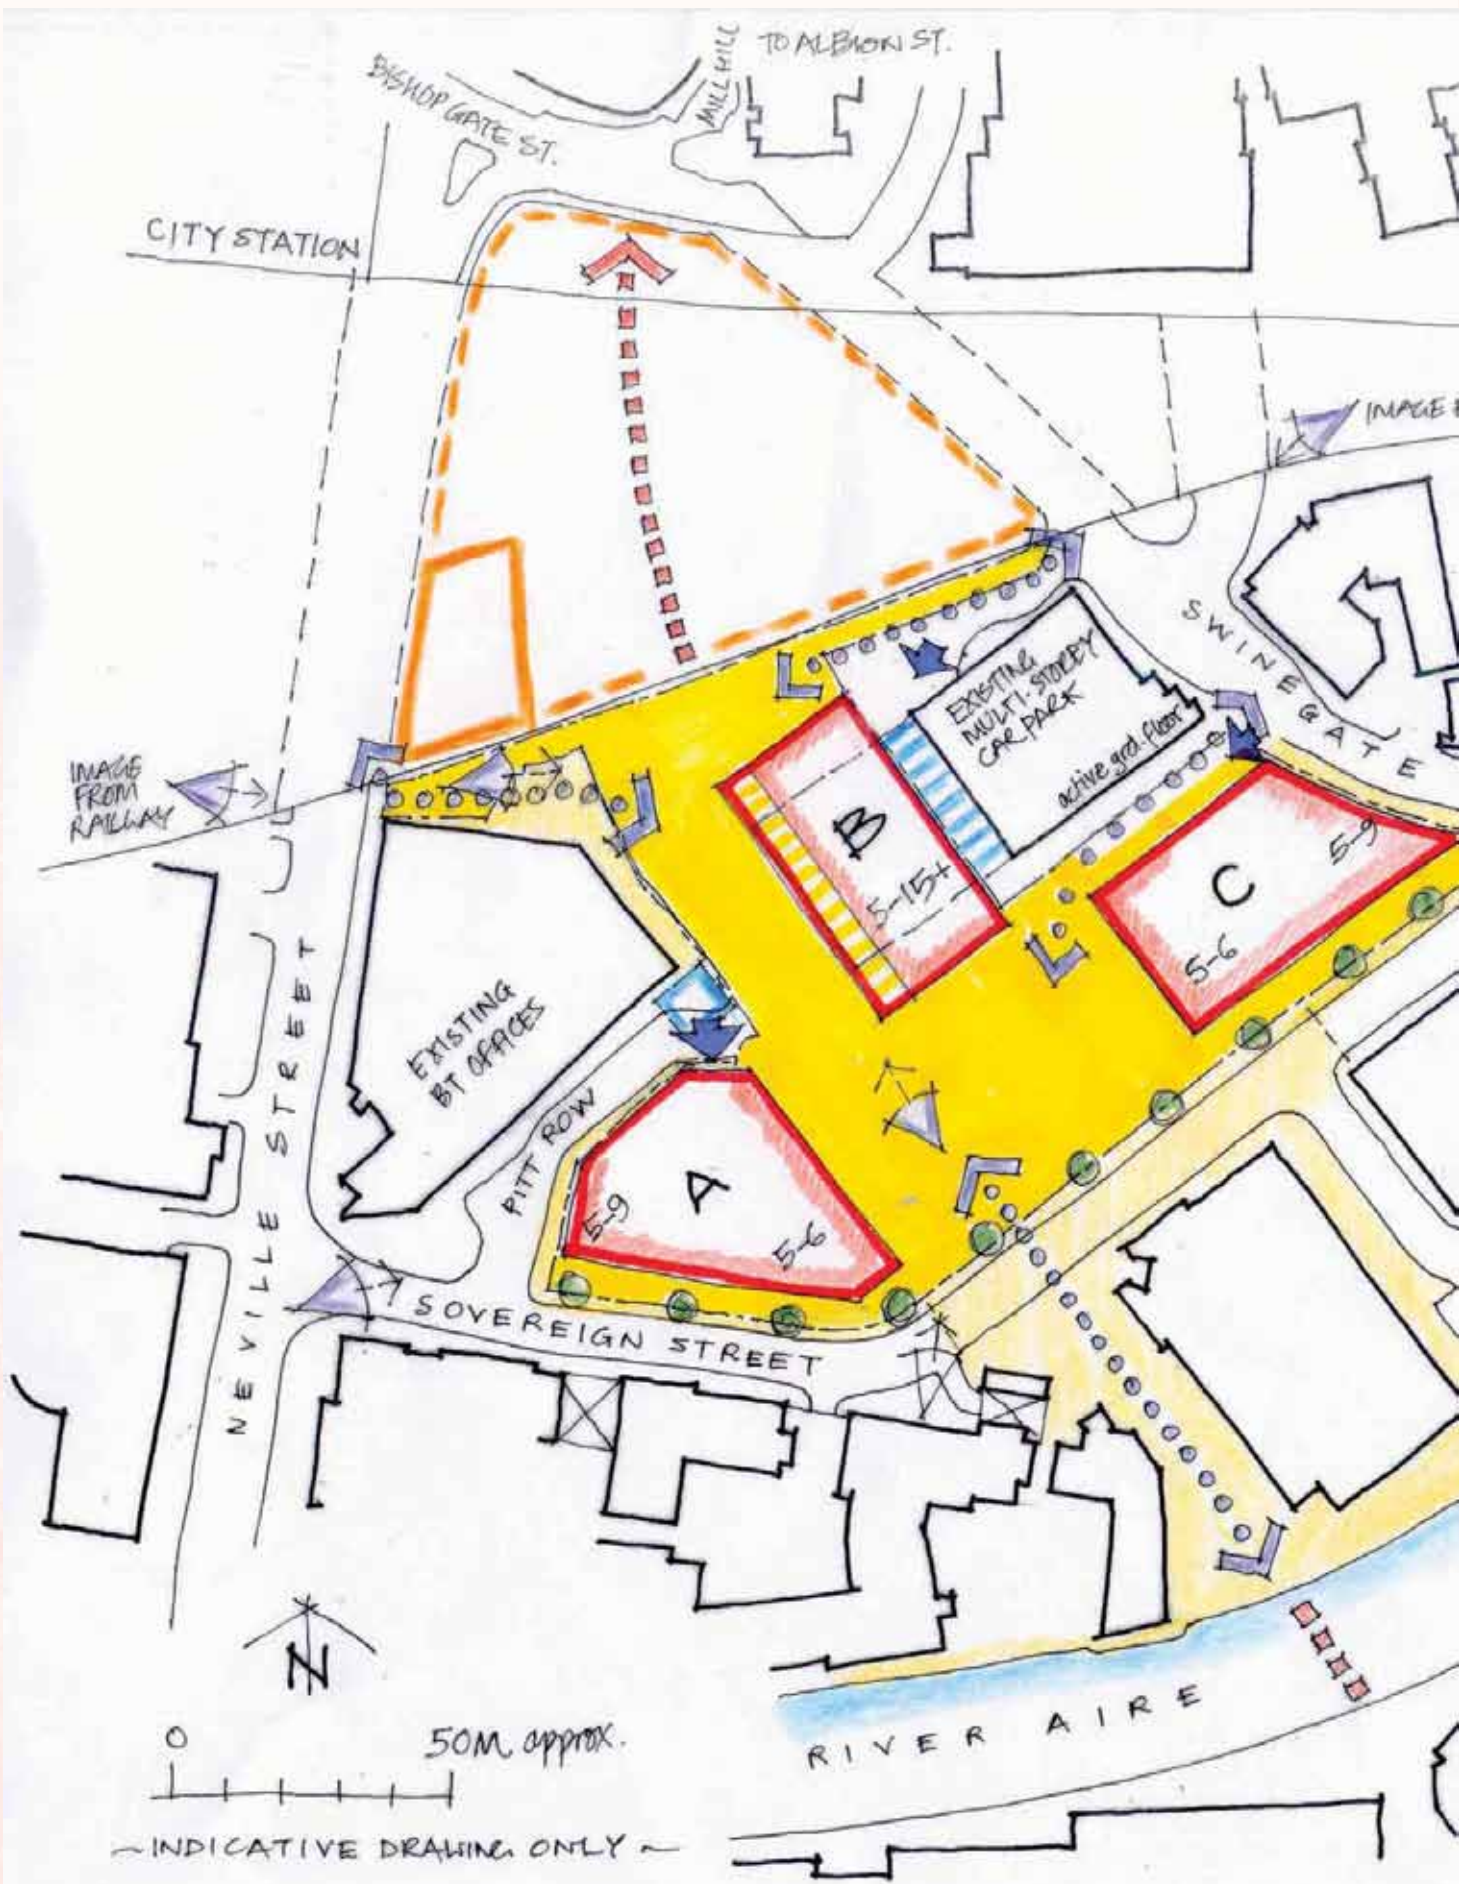 TO ALBION ST.
MILL HILL
BISHOPGATE ST.
CITY STATION
IMAGE
SWINEGATE
EXISTING
MULTI-STOREY
CAR PARK
active grd. floor
IMAGE
FROM
RAILWAY
B
5-15+
C
5-9
5-6
EXISTING
BT OFFICES
PITT ROW
A
5-9
5-6
NEVILLE STREET
SOVEREIGN STREET
RIVER AIRE
N
0
50M approx.
~INDICATIVE DRAWING ONLY~